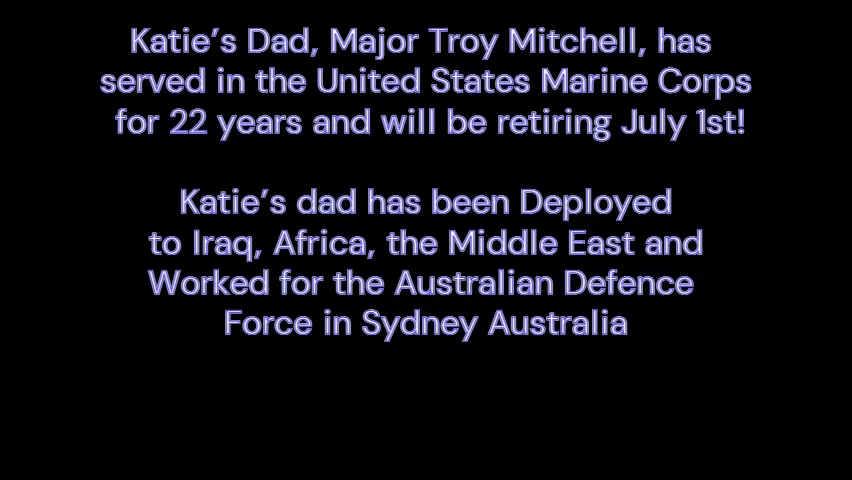 Katie’s Dad, Major Troy Mitchell, has
served in the United States Marine Corps
for 22 years and will be retiring July 1st!
Katie’s dad has been Deployed
to Iraq, Africa, the Middle East and
Worked for the Australian Defence
Force in Sydney Australia